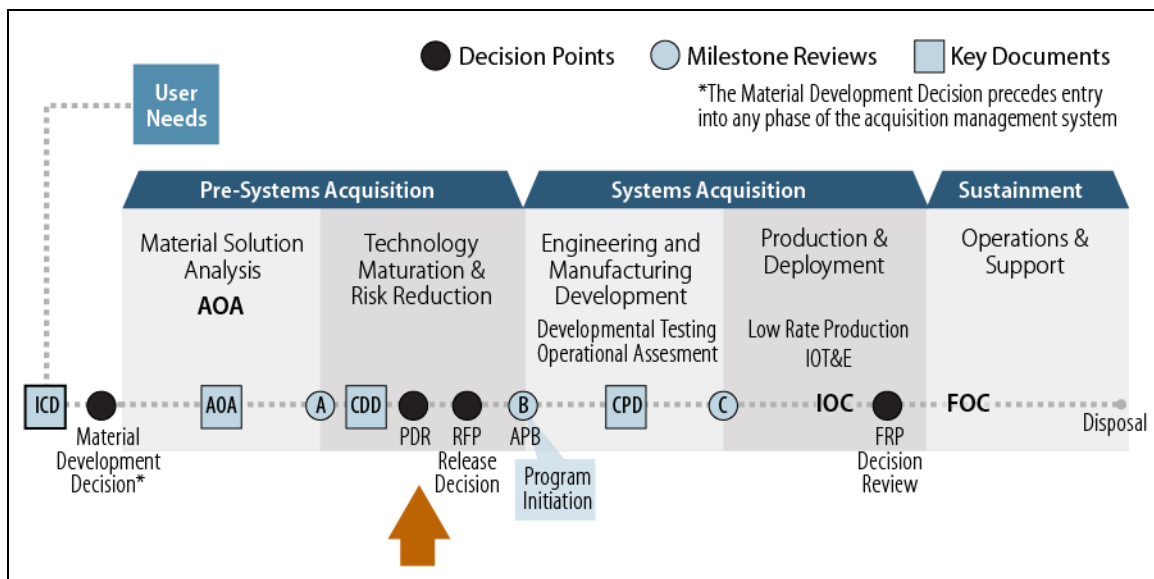 Decision Points
Milestone Reviews
Key Documents
*The Material Development Decision precedes entry
into any phase of the acquisition management system
User
Needs
Pre-Systems Acquisition
Systems Acquisition
Sustainment
Material Solution
Analysis
AOA
Technology
Maturation &
Risk Reduction
Engineering and
Manufacturing
Development
Developmental Testing
Operational Assesment
Production &
Deployment
Low Rate Production
IOT&E
Operations &
Support
ICD
AOA
A
CDD
B
CPD
C
IOC
FOC
Material
Development
Decision*
PDR
RFP
Release
Decision
APB
Program
Initiation
FRP
Decision
Review
Disposal